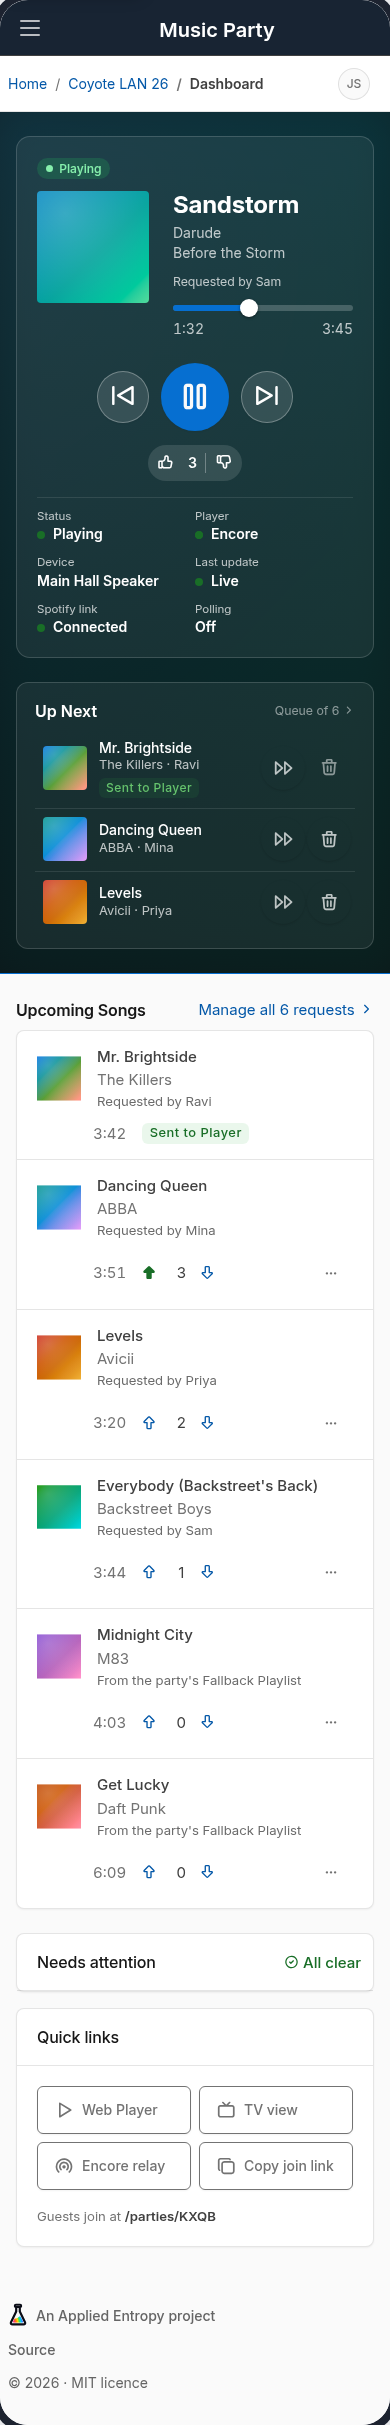 Music Party
Home / Coyote LAN 26 / Dashboard
JS
Playing
Sandstorm
Darude
Before the Storm
Requested by Sam
1:32 3:45
3
Status Player
Playing Encore
Device Last update
Main Hall Speaker Live
Spotify link Polling
Connected Off
Up Next Queue of 6
Mr. Brightside
The Killers · Ravi
Sent to Player
Dancing Queen
ABBA · Mina
Levels
Avicii · Priya
Upcoming Songs Manage all 6 requests
Mr. Brightside
The Killers
Requested by Ravi
3:42 Sent to Player
Dancing Queen
ABBA
Requested by Mina
3:51 3 ···
Levels
Avicii
Requested by Priya
3:20 2 ···
Everybody (Backstreet's Back)
Backstreet Boys
Requested by Sam
3:44 1 ···
Midnight City
M83
From the party's Fallback Playlist
4:03 0 ···
Get Lucky
Daft Punk
From the party's Fallback Playlist
6:09 0 ···
Needs attention All clear
Quick links
Web Player TV view
Encore relay Copy join link
Guests join at /parties/KXQB
An Applied Entropy project
Source
© 2026 · MIT licence